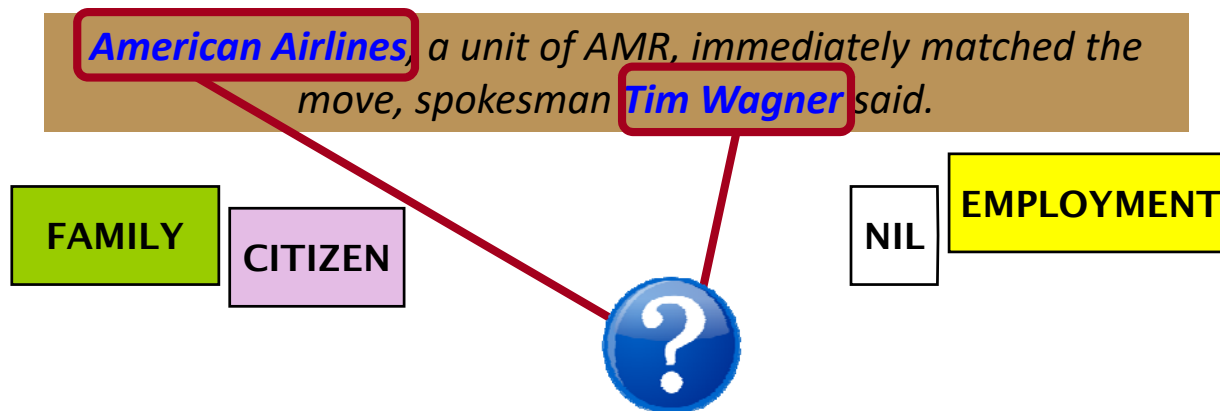 American Airlines, a unit of AMR, immediately matched the
move, spokesman Tim Wagner said.
FAMILY
CITIZEN
NIL
EMPLOYMENT
?